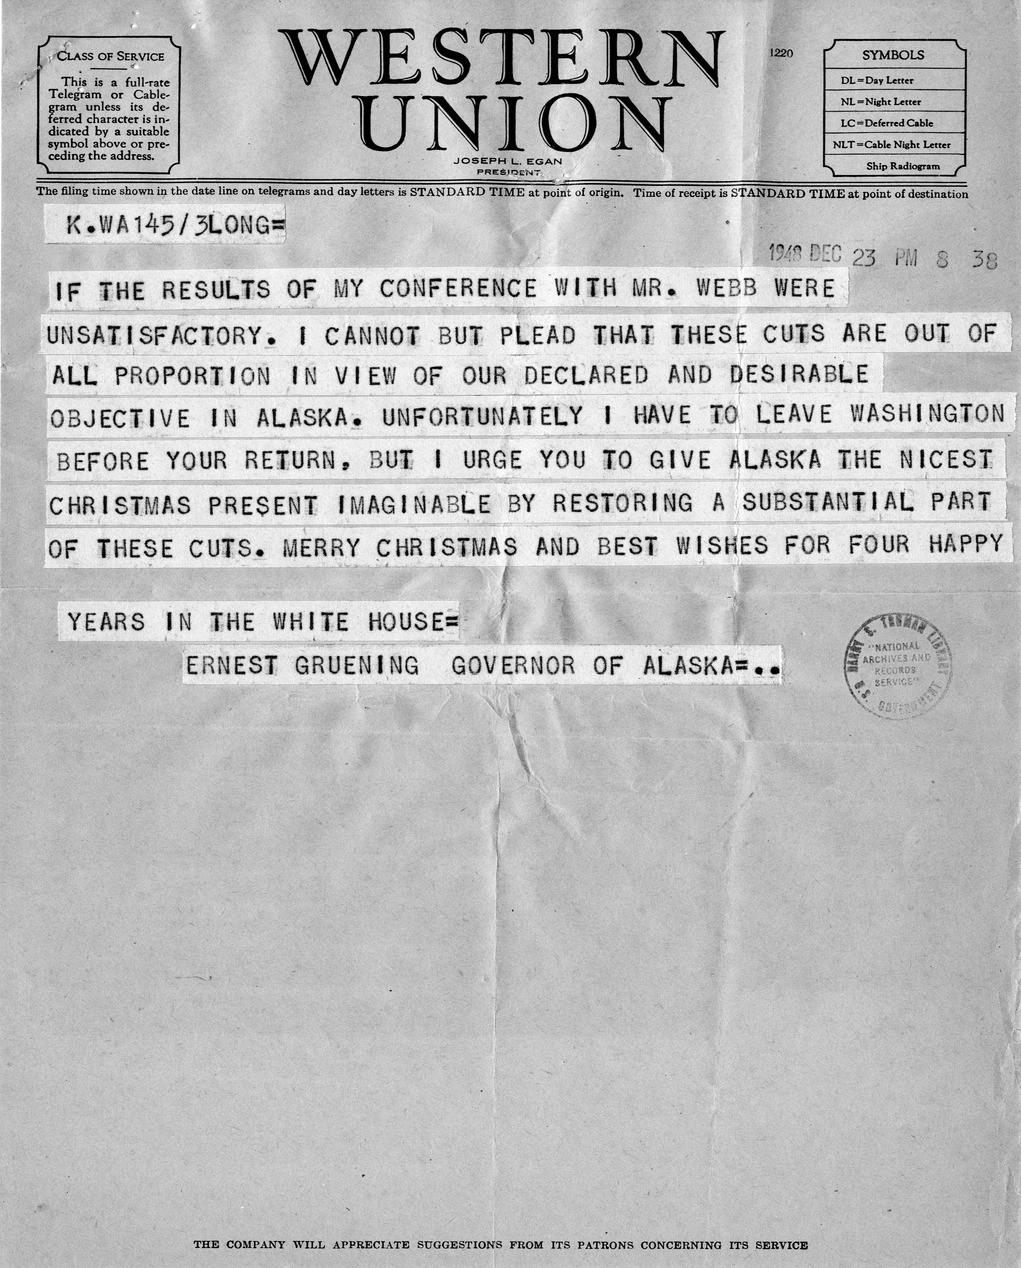 CLASS OF SERVICE
This is a full-rate
Telegram or Cable-
gram unless its de-
ferred character is in-
dicated by a suitable
symbol above or pre-
ceding the address.
WESTERN
UNION
JOSEPH L. EGAN
PRESIDENT
1220
SYMBOLS
DL=Day Letter
NL=Night Letter
LC=Deferred Cable
NLT=Cable Night Letter
Ship Radiogram
The filing time shown in the date line on telegrams and day letters is STANDARD TIME at point of origin. Time of receipt is STANDARD TIME at point of destination
K.WA145/3LONG=
1948 DEC 23 PM 8 38
IF THE RESULTS OF MY CONFERENCE WITH MR. WEBB WERE
UNSATISFACTORY. I CANNOT BUT PLEAD THAT THESE CUTS ARE OUT OF
ALL PROPORTION IN VIEW OF OUR DECLARED AND DESIRABLE
OBJECTIVE IN ALASKA. UNFORTUNATELY I HAVE TO LEAVE WASHINGTON
BEFORE YOUR RETURN, BUT I URGE YOU TO GIVE ALASKA THE NICEST
CHRISTMAS PRESENT IMAGINABLE BY RESTORING A SUBSTANTIAL PART
OF THESE CUTS. MERRY CHRISTMAS AND BEST WISHES FOR FOUR HAPPY
YEARS IN THE WHITE HOUSE=
ERNEST GRUENING GOVERNOR OF ALASKA=..
HARRY S. TRUMAN LIBRARY
"NATIONAL
ARCHIVES AND
RECORDS
SERVICE"
U.S. GOVERNMENT
THE COMPANY WILL APPRECIATE SUGGESTIONS FROM ITS PATRONS CONCERNING ITS SERVICE